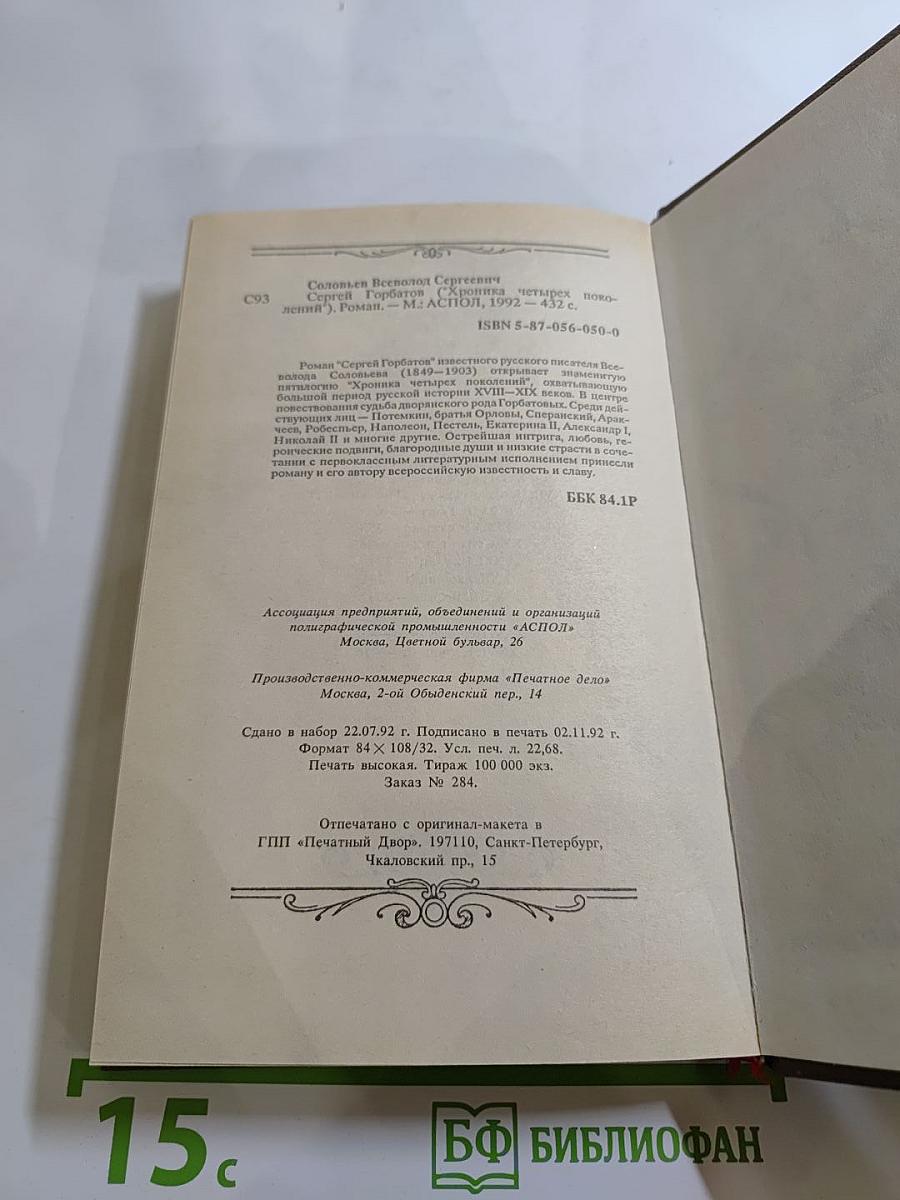 Соловьев Всеволод Сергеевич
С93 Сергей Горбатов ("Хроника четырех поко-
лений"). Роман. — М.: АСПОЛ, 1992 — 432 с.
ISBN 5-87-056-050-0
Роман "Сергей Горбатов" известного русского писателя Все-
волода Соловьева (1849—1903) открывает знаменитую
пятилогию "Хроника четырех поколений", охватывающую
большой период русской истории XVIII—XIX веков. В центре
повествования судьба дворянского рода Горбатовых. Среди дей-
ствующих лиц — Потемкин, братья Орловы, Сперанский, Арак-
чеев, Робеспьер, Наполеон, Пестель, Екатерина II, Александр I,
Николай II и многие другие. Острейшая интрига, любовь, ге-
роические подвиги, благородные души и низкие страсти в соче-
тании с первоклассным литературным исполнением принесли
роману и его автору всероссийскую известность и славу.
ББК 84.1Р
Ассоциация предприятий, объединений и организаций
полиграфической промышленности «АСПОЛ»
Москва, Цветной бульвар, 26
Производственно-коммерческая фирма «Печатное дело»
Москва, 2-ой Обыденский пер., 14
Сдано в набор 22.07.92 г. Подписано в печать 02.11.92 г.
Формат 84×108/32. Усл. печ. л. 22,68.
Печать высокая. Тираж 100 000 экз.
Заказ № 284.
Отпечатано с оригинал-макета в
ГПП «Печатный Двор». 197110, Санкт-Петербург,
Чкаловский пр., 15
15 с
БФ БИБЛИОФАН